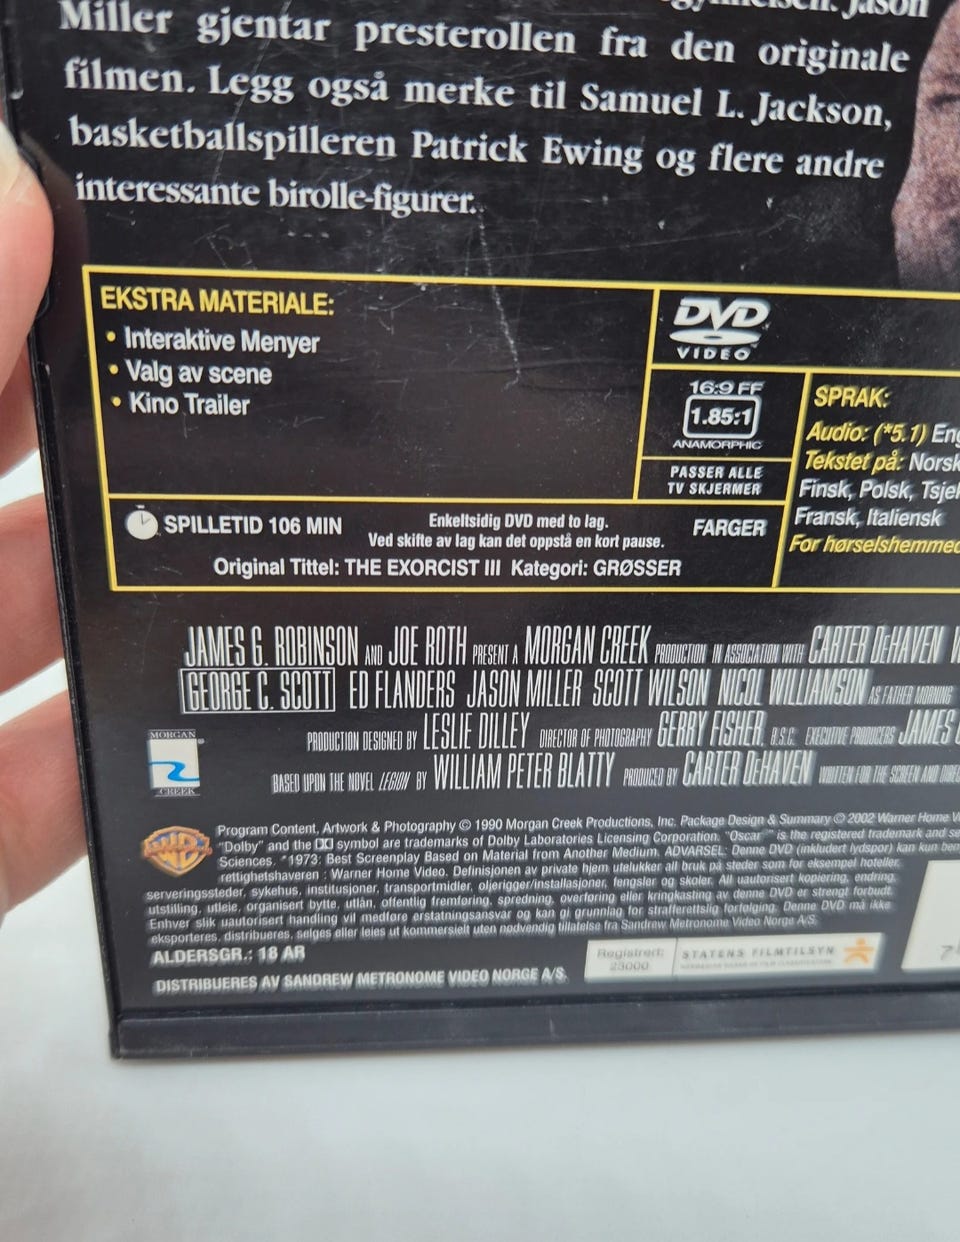 Jason
Miller gjentar presterollen fra den originale
filmen. Legg også merke til Samuel L. Jackson,
basketballspilleren Patrick Ewing og flere andre
interessante birolle-figurer.
EKSTRA MATERIALE:
• Interaktive Menyer
• Valg av scene
• Kino Trailer
DVD
VIDEO
16:9 FF
1.85:1
ANAMORPHIC
PASSER ALLE
TV SKJERMER
SPRAK:
Audio: (*5.1) Eng
Tekstet på: Norsk
Finsk, Polsk, Tsjek
Fransk, Italiensk
For hørselshemmed
SPILLETID 106 MIN
Enkeltsidig DVD med to lag.
Ved skifte av lag kan det oppstå en kort pause.
FARGER
Original Tittel: THE EXORCIST III Kategori: GRØSSER
JAMES G. ROBINSON AND JOE ROTH PRESENT A MORGAN CREEK PRODUCTION IN ASSOCIATION WITH CARTER DeHAVEN
GEORGE C. SCOTT ED FLANDERS JASON MILLER SCOTT WILSON NICOL WILLIAMSON AS FATHER MORNING
PRODUCTION DESIGNED BY LESLIE DILLEY DIRECTOR OF PHOTOGRAPHY GERRY FISHER, B.S.C. EXECUTIVE PRODUCERS JAMES G
BASED UPON THE NOVEL LEGION BY WILLIAM PETER BLATTY PRODUCED BY CARTER DeHAVEN WRITTEN FOR THE SCREEN AND DIREC
MORGAN
CREEK
WB
Program Content, Artwork & Photography © 1990 Morgan Creek Productions, Inc. Package Design & Summary © 2002 Warner Home V
"Dolby" and the DD symbol are trademarks of Dolby Laboratories Licensing Corporation. "Oscar" is the registered trademark and se
Sciences. *1973: Best Screenplay Based on Material from Another Medium. ADVARSEL: Denne DVD (inkludert lydspor) kan kun ben
rettighetshaveren : Warner Home Video. Definisjonen av private hjem utelukker all bruk på steder som for eksempel hoteller,
serveringssteder, sykehus, institusjoner, transportmidler, oljerigger/installasjoner, fengsler og skoler. All uautorisert kopiering, endring,
utstilling, utleie, organisert bytte, utlån, offentlig fremføring, spredning, overføring eller kringkasting av denne DVD er strengt forbudt.
Enhver slik uautorisert handling vil medføre erstatningsansvar og kan gi grunnlag for strafferettslig forfølging. Denne DVD må ikke
eksporteres, distribueres, selges eller leies ut kommersielt uten nødvendig tillatelse fra Sandrew Metronome Video Norge A/S.
ALDERSGR.: 18 AR
DISTRIBUERES AV SANDREW METRONOME VIDEO NORGE A/S.
Registrert:
23000
STATENS FILMTILSYN